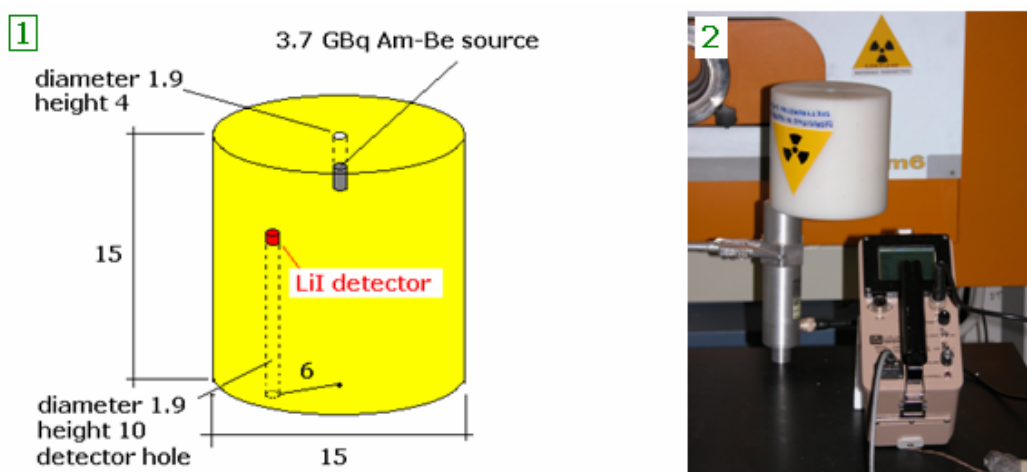 1
3.7 GBq Am-Be source
diameter 1.9
height 4
15
LiI detector
6
diameter 1.9
height 10
detector hole
15
2
m6